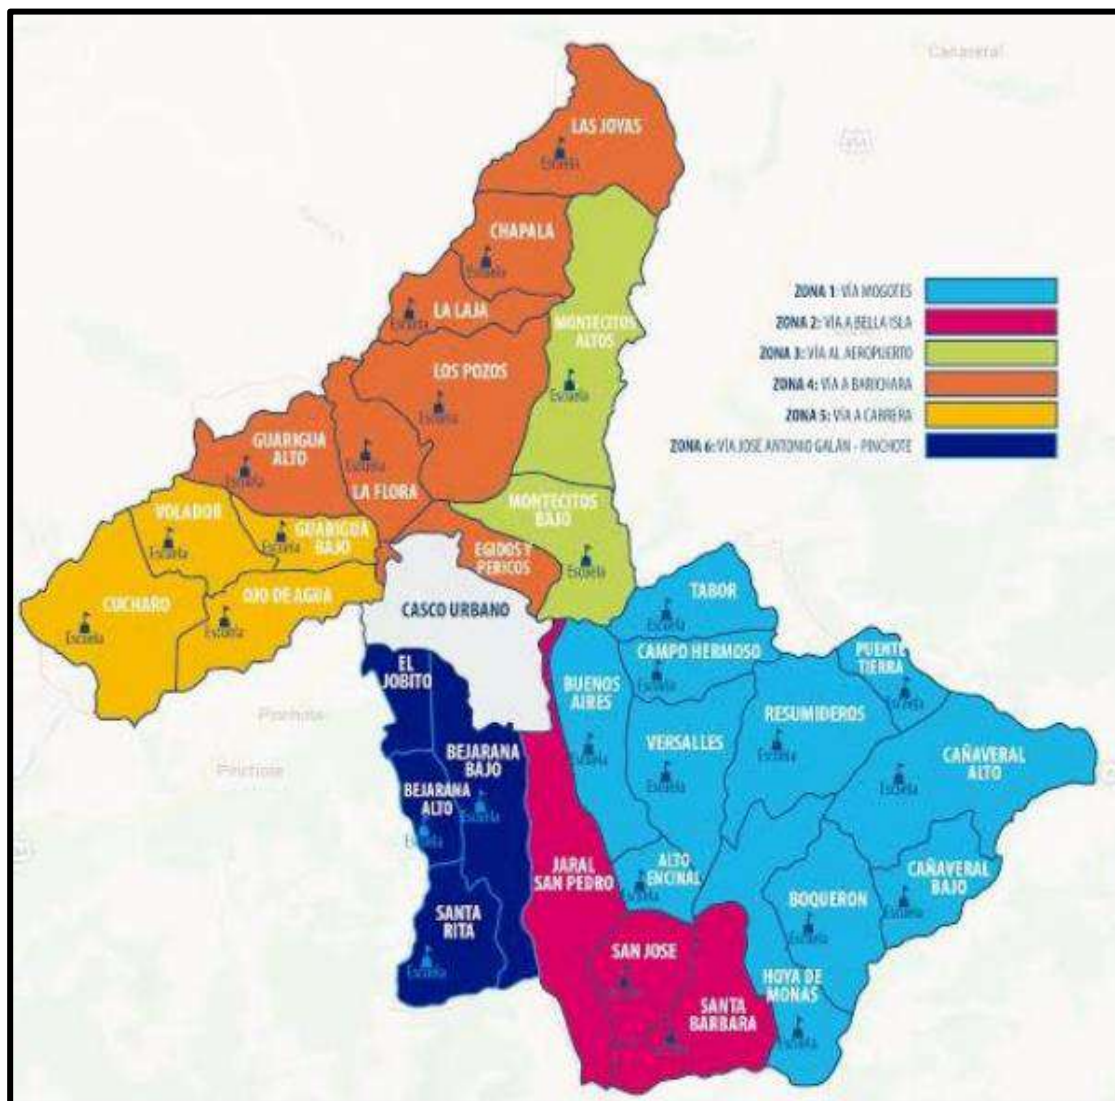 Cañaveral
LAS JOYAS
Escuela
CHAPALA
Escuela
LA LAJA
Escuela
MONTECITOS
ALTOS
Escuela
LOS POZOS
Escuela
GUARIGUA
ALTO
Escuela
Escuela
LA FLORA
ZONA 1: VÍA MOGOTES
ZONA 2: VÍA A BELLA ISLA
ZONA 3: VÍA AL AEROPUERTO
ZONA 4: VÍA A BARICHARA
ZONA 5: VÍA A CABRERA
ZONA 6: VÍA JOSÉ ANTONIO GALÁN - PINCHOTE
VOLADOR
Escuela
GUARIGUA
BAJO
Escuela
MONTECITOS
BAJO
Escuela
EGIDOS Y
PERICOS
CUCHARO
Escuela
OJO DE AGUA
Escuela
CASCO URBANO
TABOR
Escuela
CAMPO HERMOSO
Escuela
PUENTE
TIERRA
Escuela
EL
JOBITO
BUENOS
AIRES
Escuela
VERSALLES
Escuela
RESUMIDEROS
Escuela
CAÑAVERAL
ALTO
Escuela
Pinchote
Pinchote
BEJARANA
BAJO
Escuela
BEJARANA
ALTO
Escuela
JARAL
SAN PEDRO
ALTO
ENCINAL
Escuela
CAÑAVERAL
BAJO
Escuela
BOQUERON
Escuela
SANTA
RITA
Escuela
SAN JOSE
Escuela
SANTA
BARBARA
Escuela
HOYA DE
MONAS
Escuela